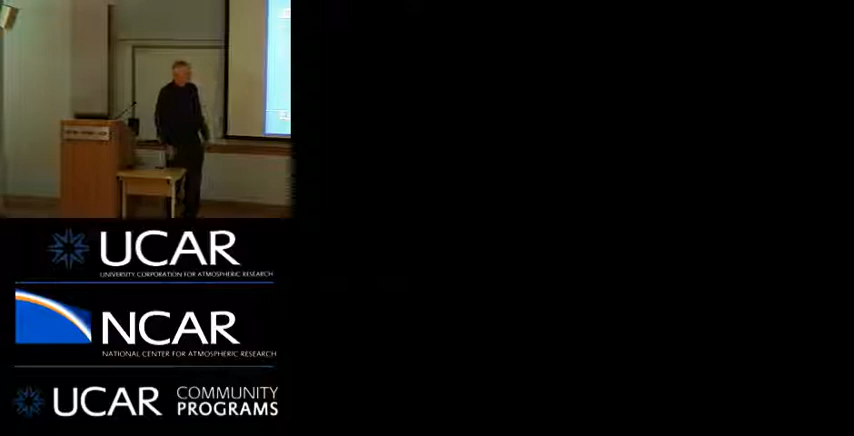 UCAR
UNIVERSITY CORPORATION FOR ATMOSPHERIC RESEARCH
NCAR
NATIONAL CENTER FOR ATMOSPHERIC RESEARCH
UCAR COMMUNITY
PROGRAMS